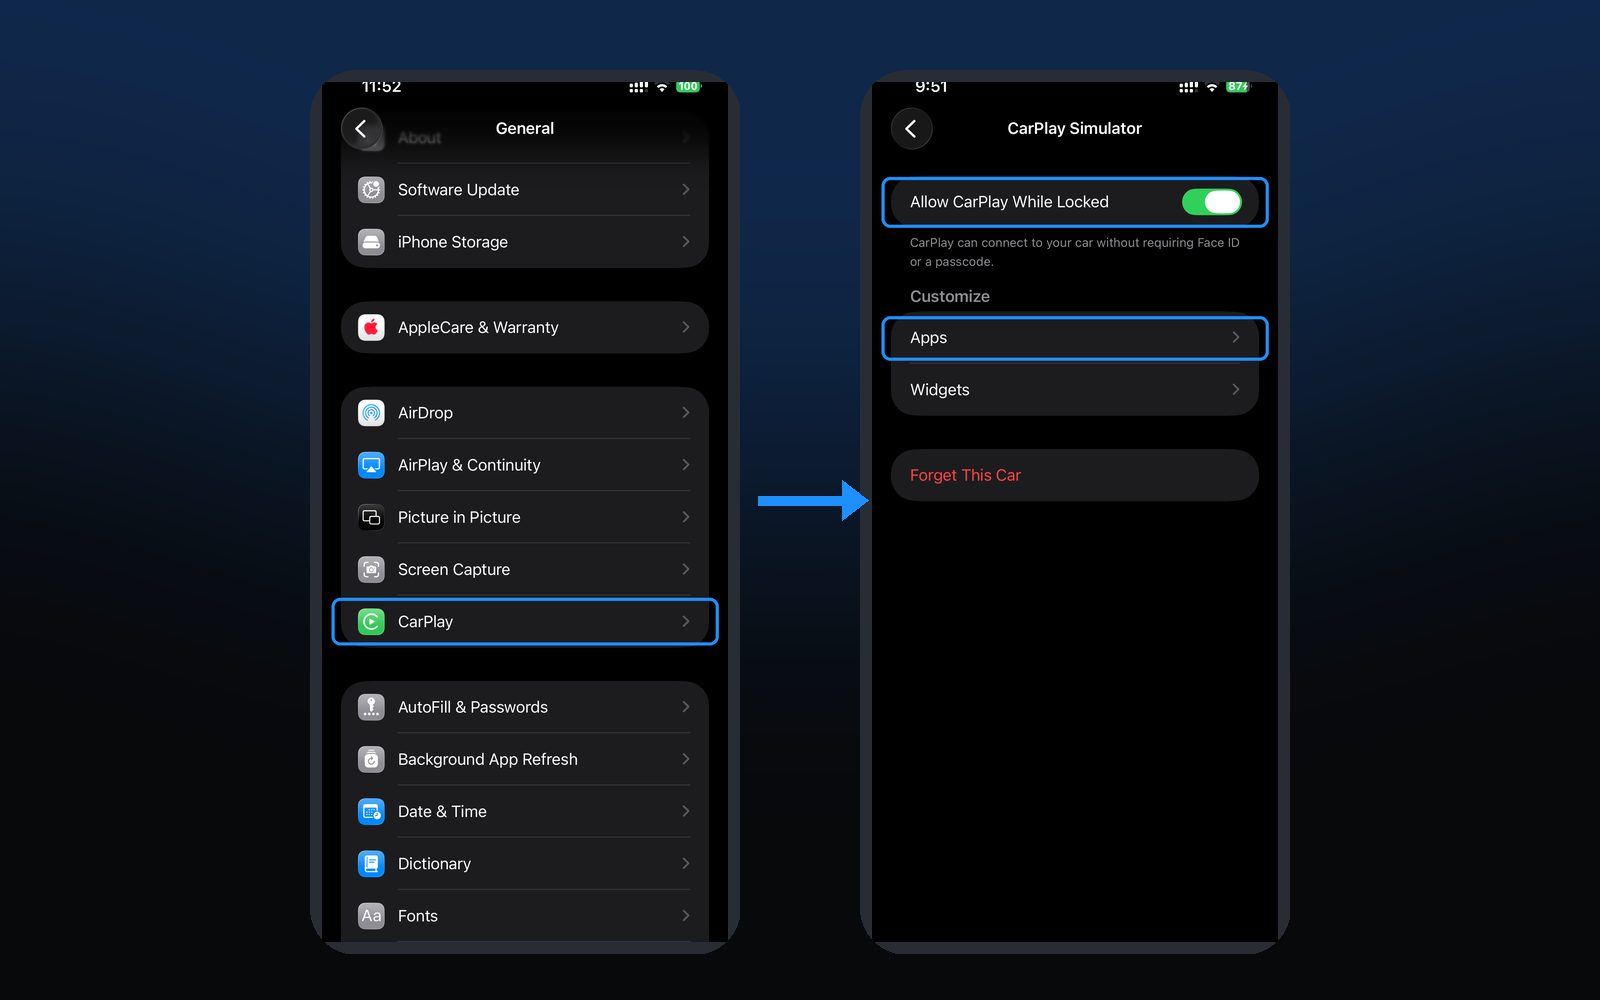 11:52
100
General
About
Software Update
iPhone Storage
AppleCare & Warranty
AirDrop
AirPlay & Continuity
Picture in Picture
Screen Capture
CarPlay
AutoFill & Passwords
Background App Refresh
Date & Time
Dictionary
Aa
Fonts
9:51
87
CarPlay Simulator
Allow CarPlay While Locked
CarPlay can connect to your car without requiring Face ID
or a passcode.
Customize
Apps
Widgets
Forget This Car